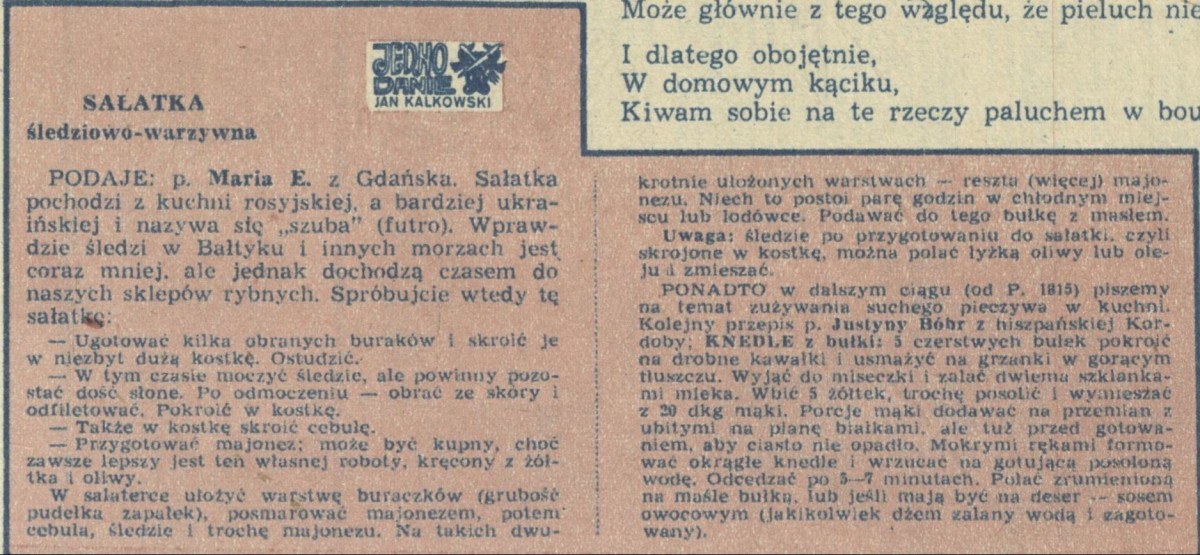 Może głównie z tego względu, że pieluch nie
I dlatego obojętnie,
W domowym kąciku,
Kiwam sobie na te rzeczy paluchem w bou
JEDNO
DANIE
JAN KALKOWSKI
SAŁATKA
śledziowo-warzywna
PODAJE: p. Maria E. z Gdańska. Sałatka
pochodzi z kuchni rosyjskiej, a bardziej ukra-
ińskiej i nazywa się „szuba" (futro). Wpraw-
dzie śledzi w Bałtyku i innych morzach jest
coraz mniej, ale jednak dochodzą czasem do
naszych sklepów rybnych. Spróbujcie wtedy tę
sałatkę:
— Ugotować kilka obranych buraków i skroić je
w niezbyt dużą kostkę. Ostudzić.
— W tym czasie moczyć śledzie, ale powinny pozo-
stać dość słone. Po odmoczeniu — obrać ze skóry i
odfiletować. Pokroić w kostkę.
— Także w kostkę skroić cebulę.
— Przygotować majonez; może być kupny, choć
zawsze lepszy jest ten własnej roboty, kręcony z żół-
tka i oliwy.
W salaterce ułożyć warstwę buraczków (grubość
pudełka zapałek), posmarować majonezem, potem
cebula, śledzie i trochę majonezu. Na takich dwu-
krotnie ułożonych warstwach — reszta (więcej) majo-
nezu. Niech to postoi parę godzin w chłodnym miej-
scu lub lodówce. Podawać do tego bułkę z masłem.
Uwaga: śledzie po przygotowaniu do sałatki, czyli
skrojone w kostkę, można polać łyżką oliwy lub ole-
ju i zmieszać.
PONADTO w dalszym ciągu (od P. 1815) piszemy
na temat zużywania suchego pieczywa w kuchni.
Kolejny przepis p. Justyny Bóhr z hiszpańskiej Kor-
doby; KNEDLE z bułki: 5 czerstwych bułek pokroić
na drobne kawałki i usmażyć na grzanki w gorącym
tłuszczu. Wyjąć do miseczki i zalać dwiema szklanka-
mi mleka. Wbić 5 żółtek, trochę posolić i wymieszać
z 20 dkg mąki. Porcje mąki dodawać na przemian z
ubitymi na pianę białkami, ale tuż przed gotowa-
niem, aby ciasto nie opadło. Mokrymi rękami formo-
wać okrągłe knedle i wrzucać na gotującą posoloną
wodę. Odcedzać po 5—7 minutach. Polać zrumienioną
na maśle bułką, lub jeśli mają być na deser — sosem
owocowym (jakikolwiek dżem zalany wodą i zagoto-
wany).